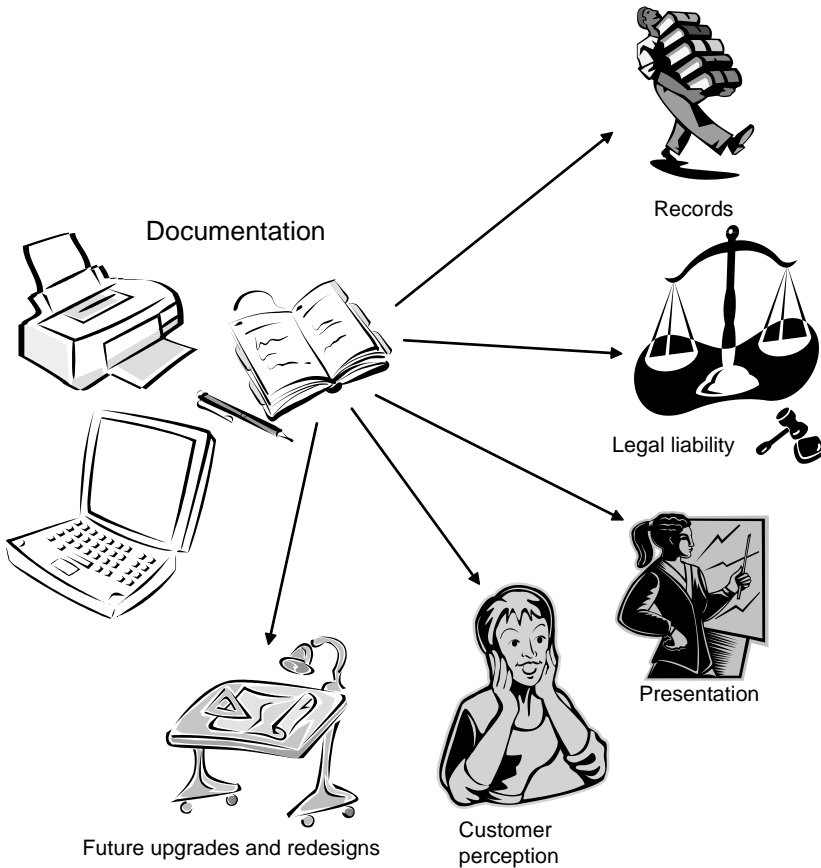 Documentation
Records
Legal liability
Presentation
Customer
perception
Future upgrades and redesigns